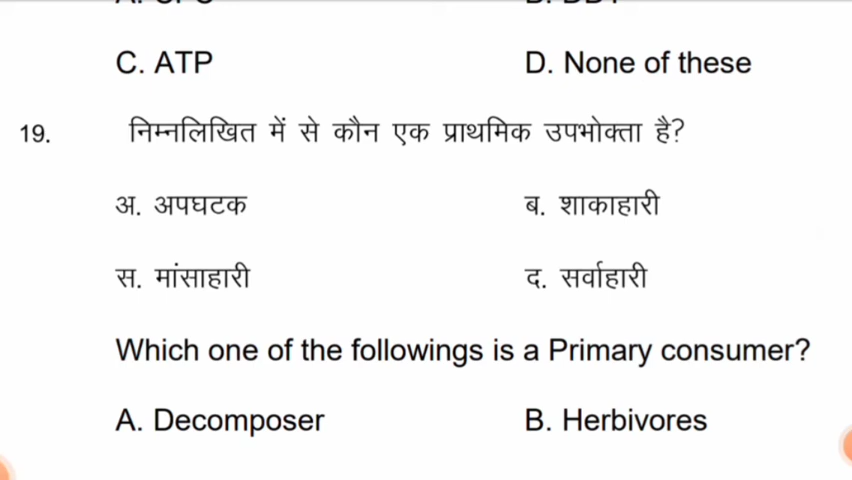 C. ATP D. None of these
19. निम्नलिखित में से कौन एक प्राथमिक उपभोक्ता है?
अ. अपघटक ब. शाकाहारी
स. मांसाहारी द. सर्वाहारी
Which one of the followings is a Primary consumer?
A. Decomposer B. Herbivores